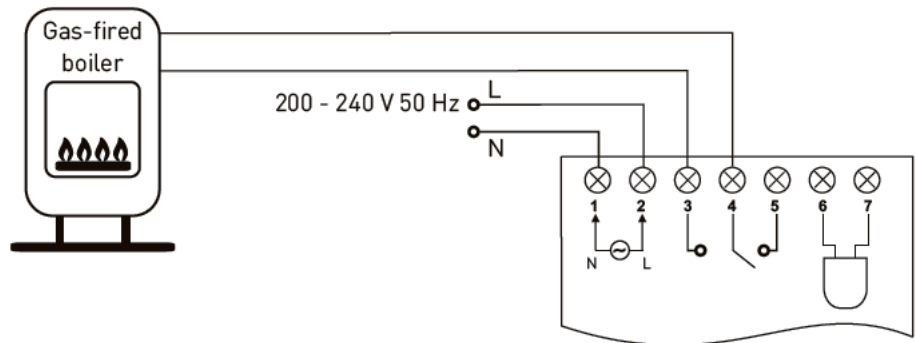 Gas-fired
boiler
200 - 240 V 50 Hz
L
N
1 2 3 4 5 6 7
N L